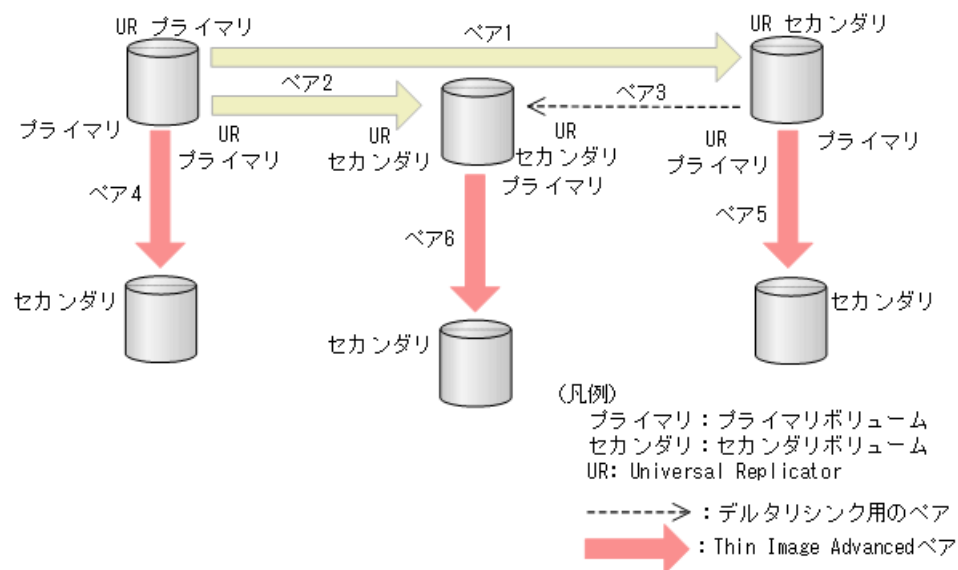 UR プライマリ
ペア1
UR セカンダリ
ペア2
ペア3
プライマリ
UR
プライマリ
UR
セカンダリ
UR
セカンダリ
プライマリ
UR
プライマリ
プライマリ
ペア4
ペア6
ペア5
セカンダリ
セカンダリ
セカンダリ
(凡例)
プライマリ：プライマリボリューム
セカンダリ：セカンダリボリューム
UR: Universal Replicator
：デルタリシンク用のペア
：Thin Image Advancedペア